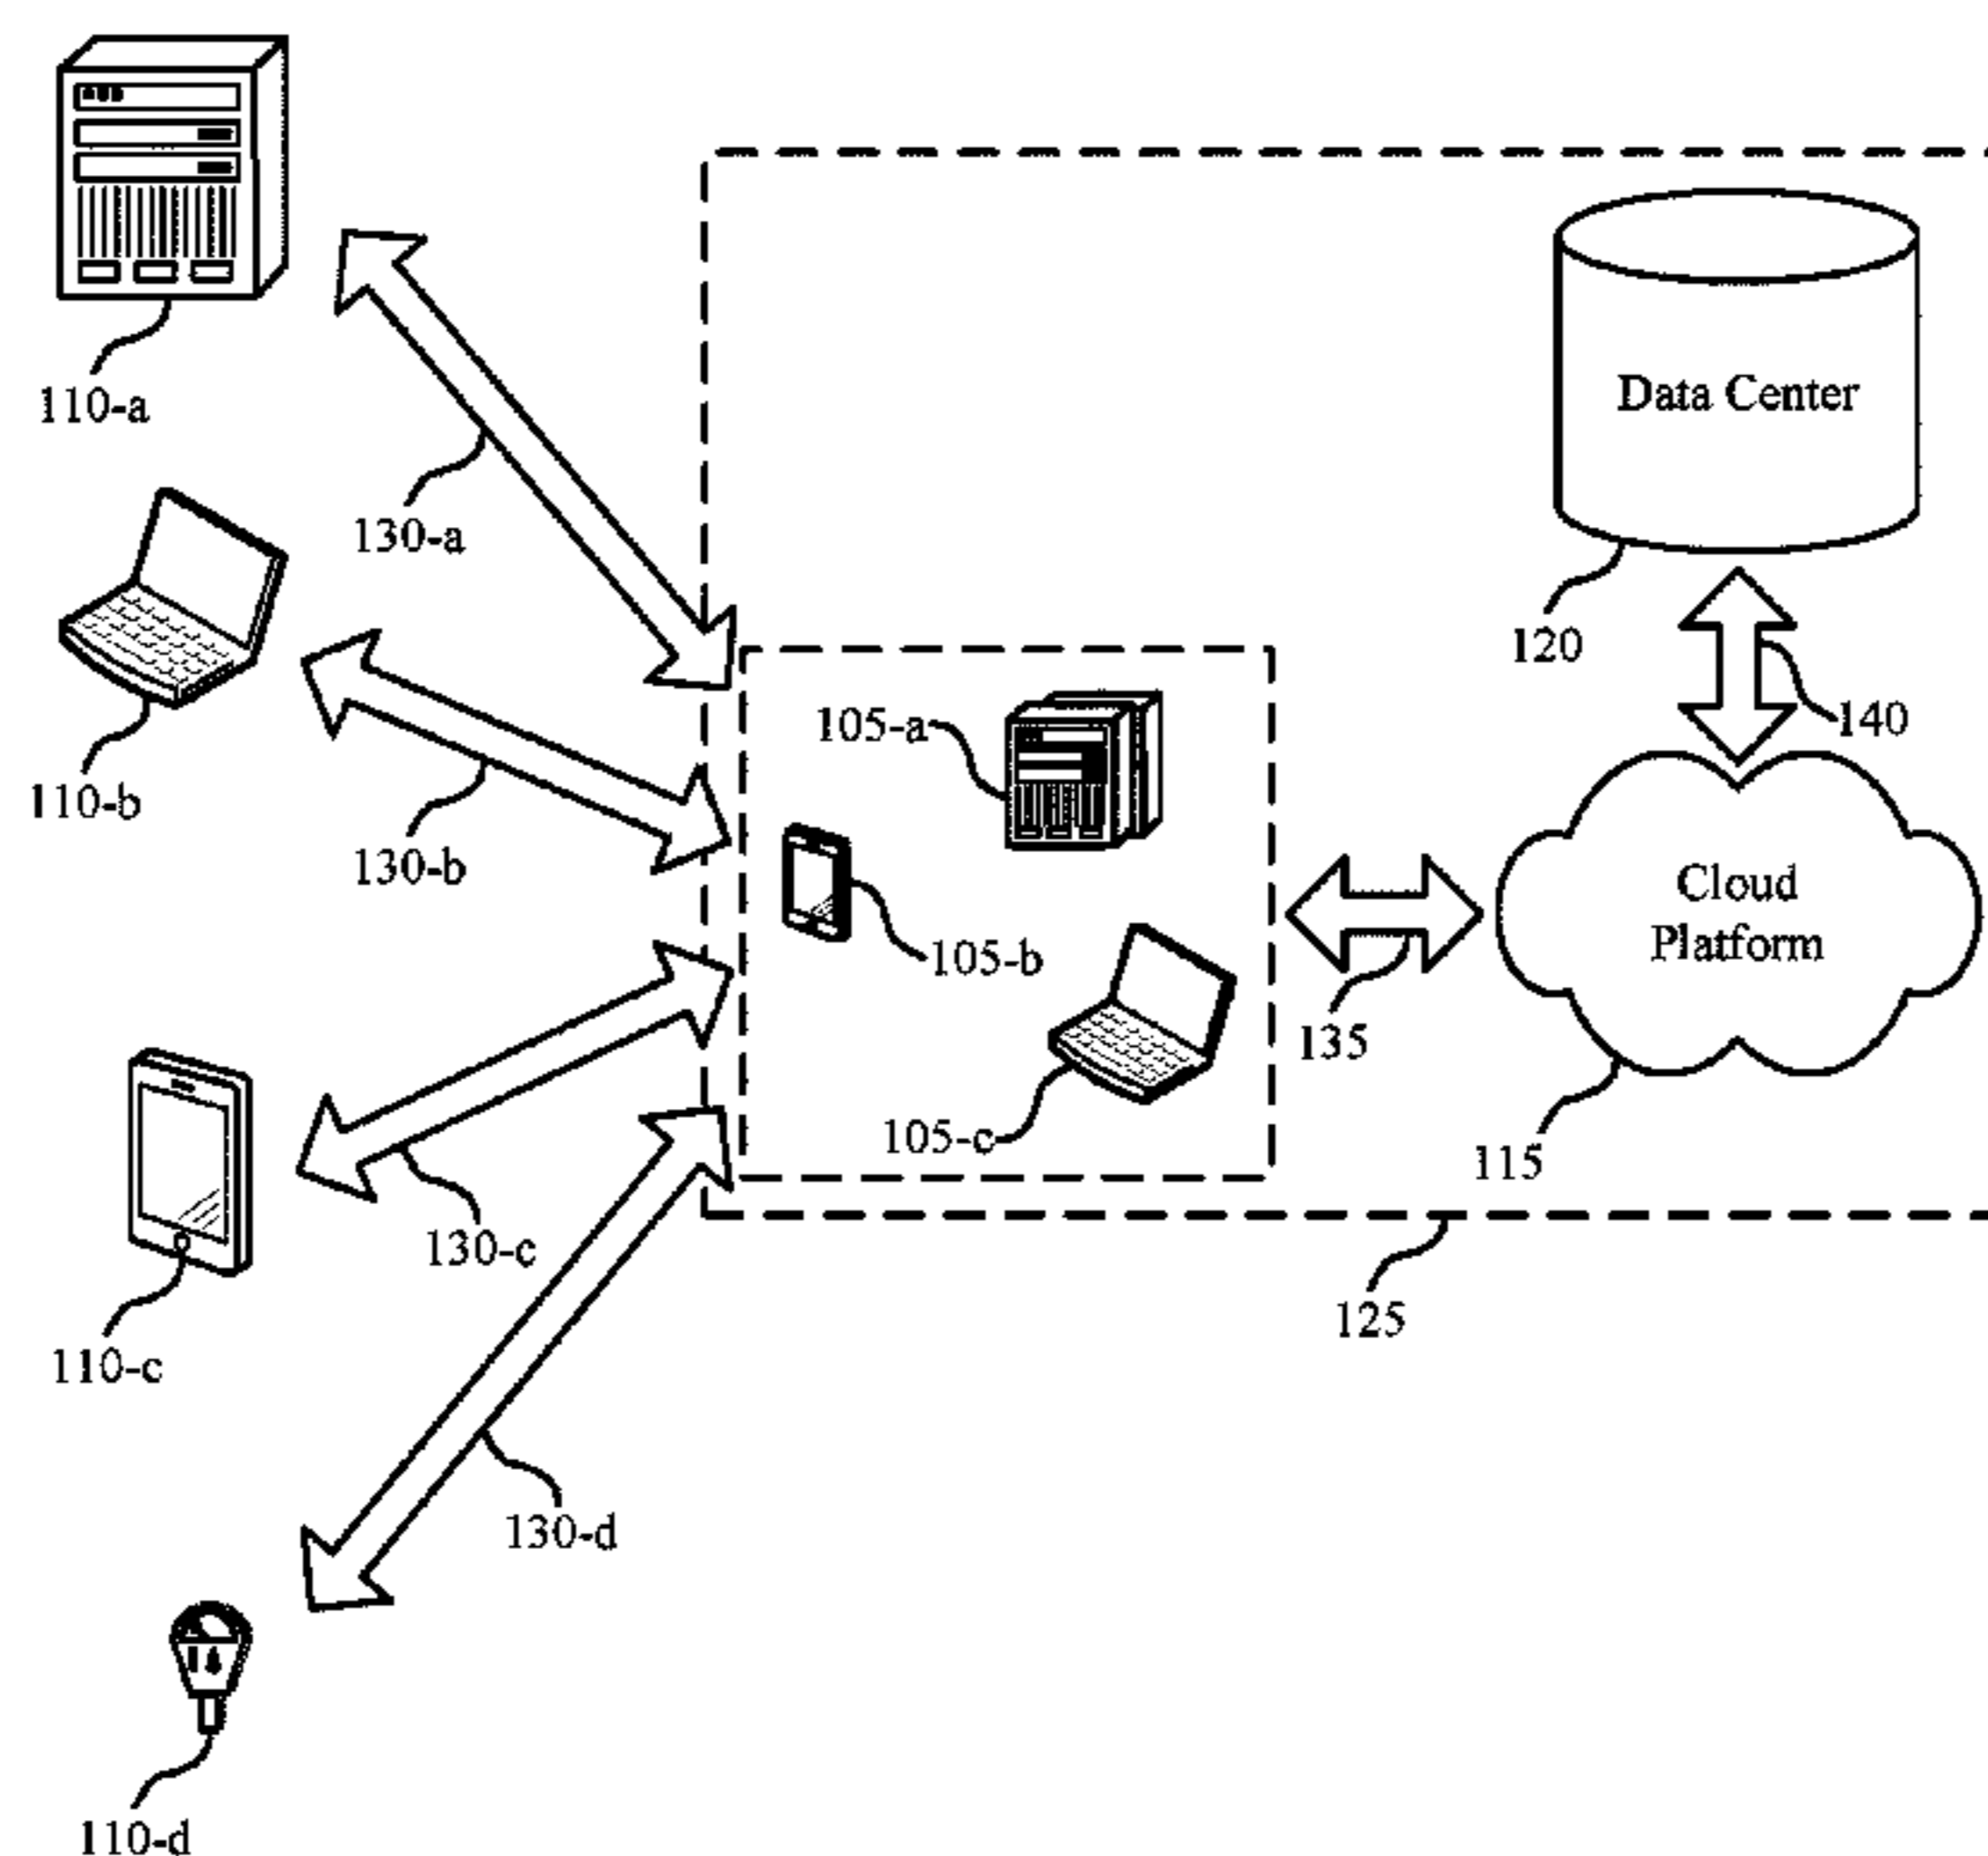 110-a
130-a
110-b
130-b
Data Center
120
140
105-a
105-b
105-c
135
Cloud
Platform
115
130-c
125
110-c
130-d
110-d